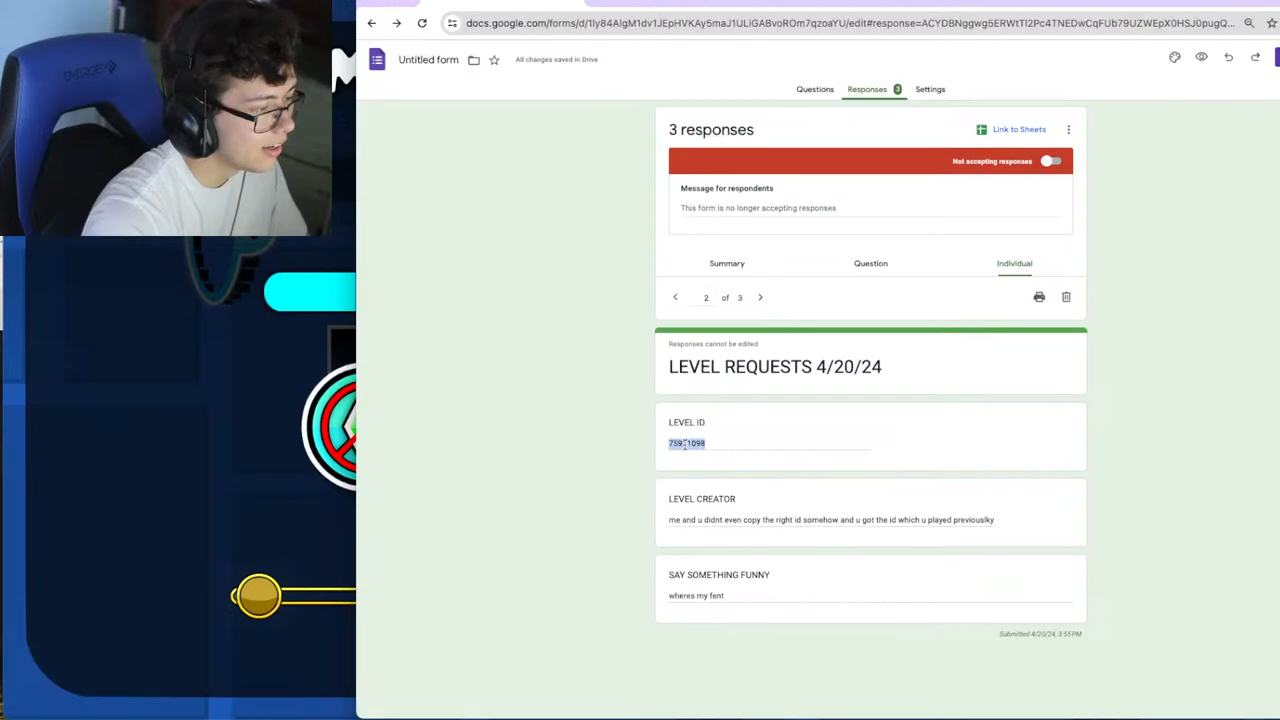 docs.google.com/forms/d/1ly84AlgM1dv1JEpHVKAy5maJ1ULiGABvoROm7qzoaYU/edit#response=ACYDBNggwg5ERWtTl2Pc4TNEDwCqFUb79UZWEpX0HSJ0pugQ...
Untitled form
All changes saved in Drive
Questions
Responses 3
Settings
3 responses
Link to Sheets
Not accepting responses
Message for respondents
This form is no longer accepting responses
Summary
Question
Individual
2 of 3
Responses cannot be edited
LEVEL REQUESTS 4/20/24
LEVEL ID
LEVEL CREATOR
me and u didnt even copy the right id somehow and u got the id which u played previouslky
SAY SOMETHING FUNNY
wheres my fent
Submitted 4/20/24, 3:55 PM